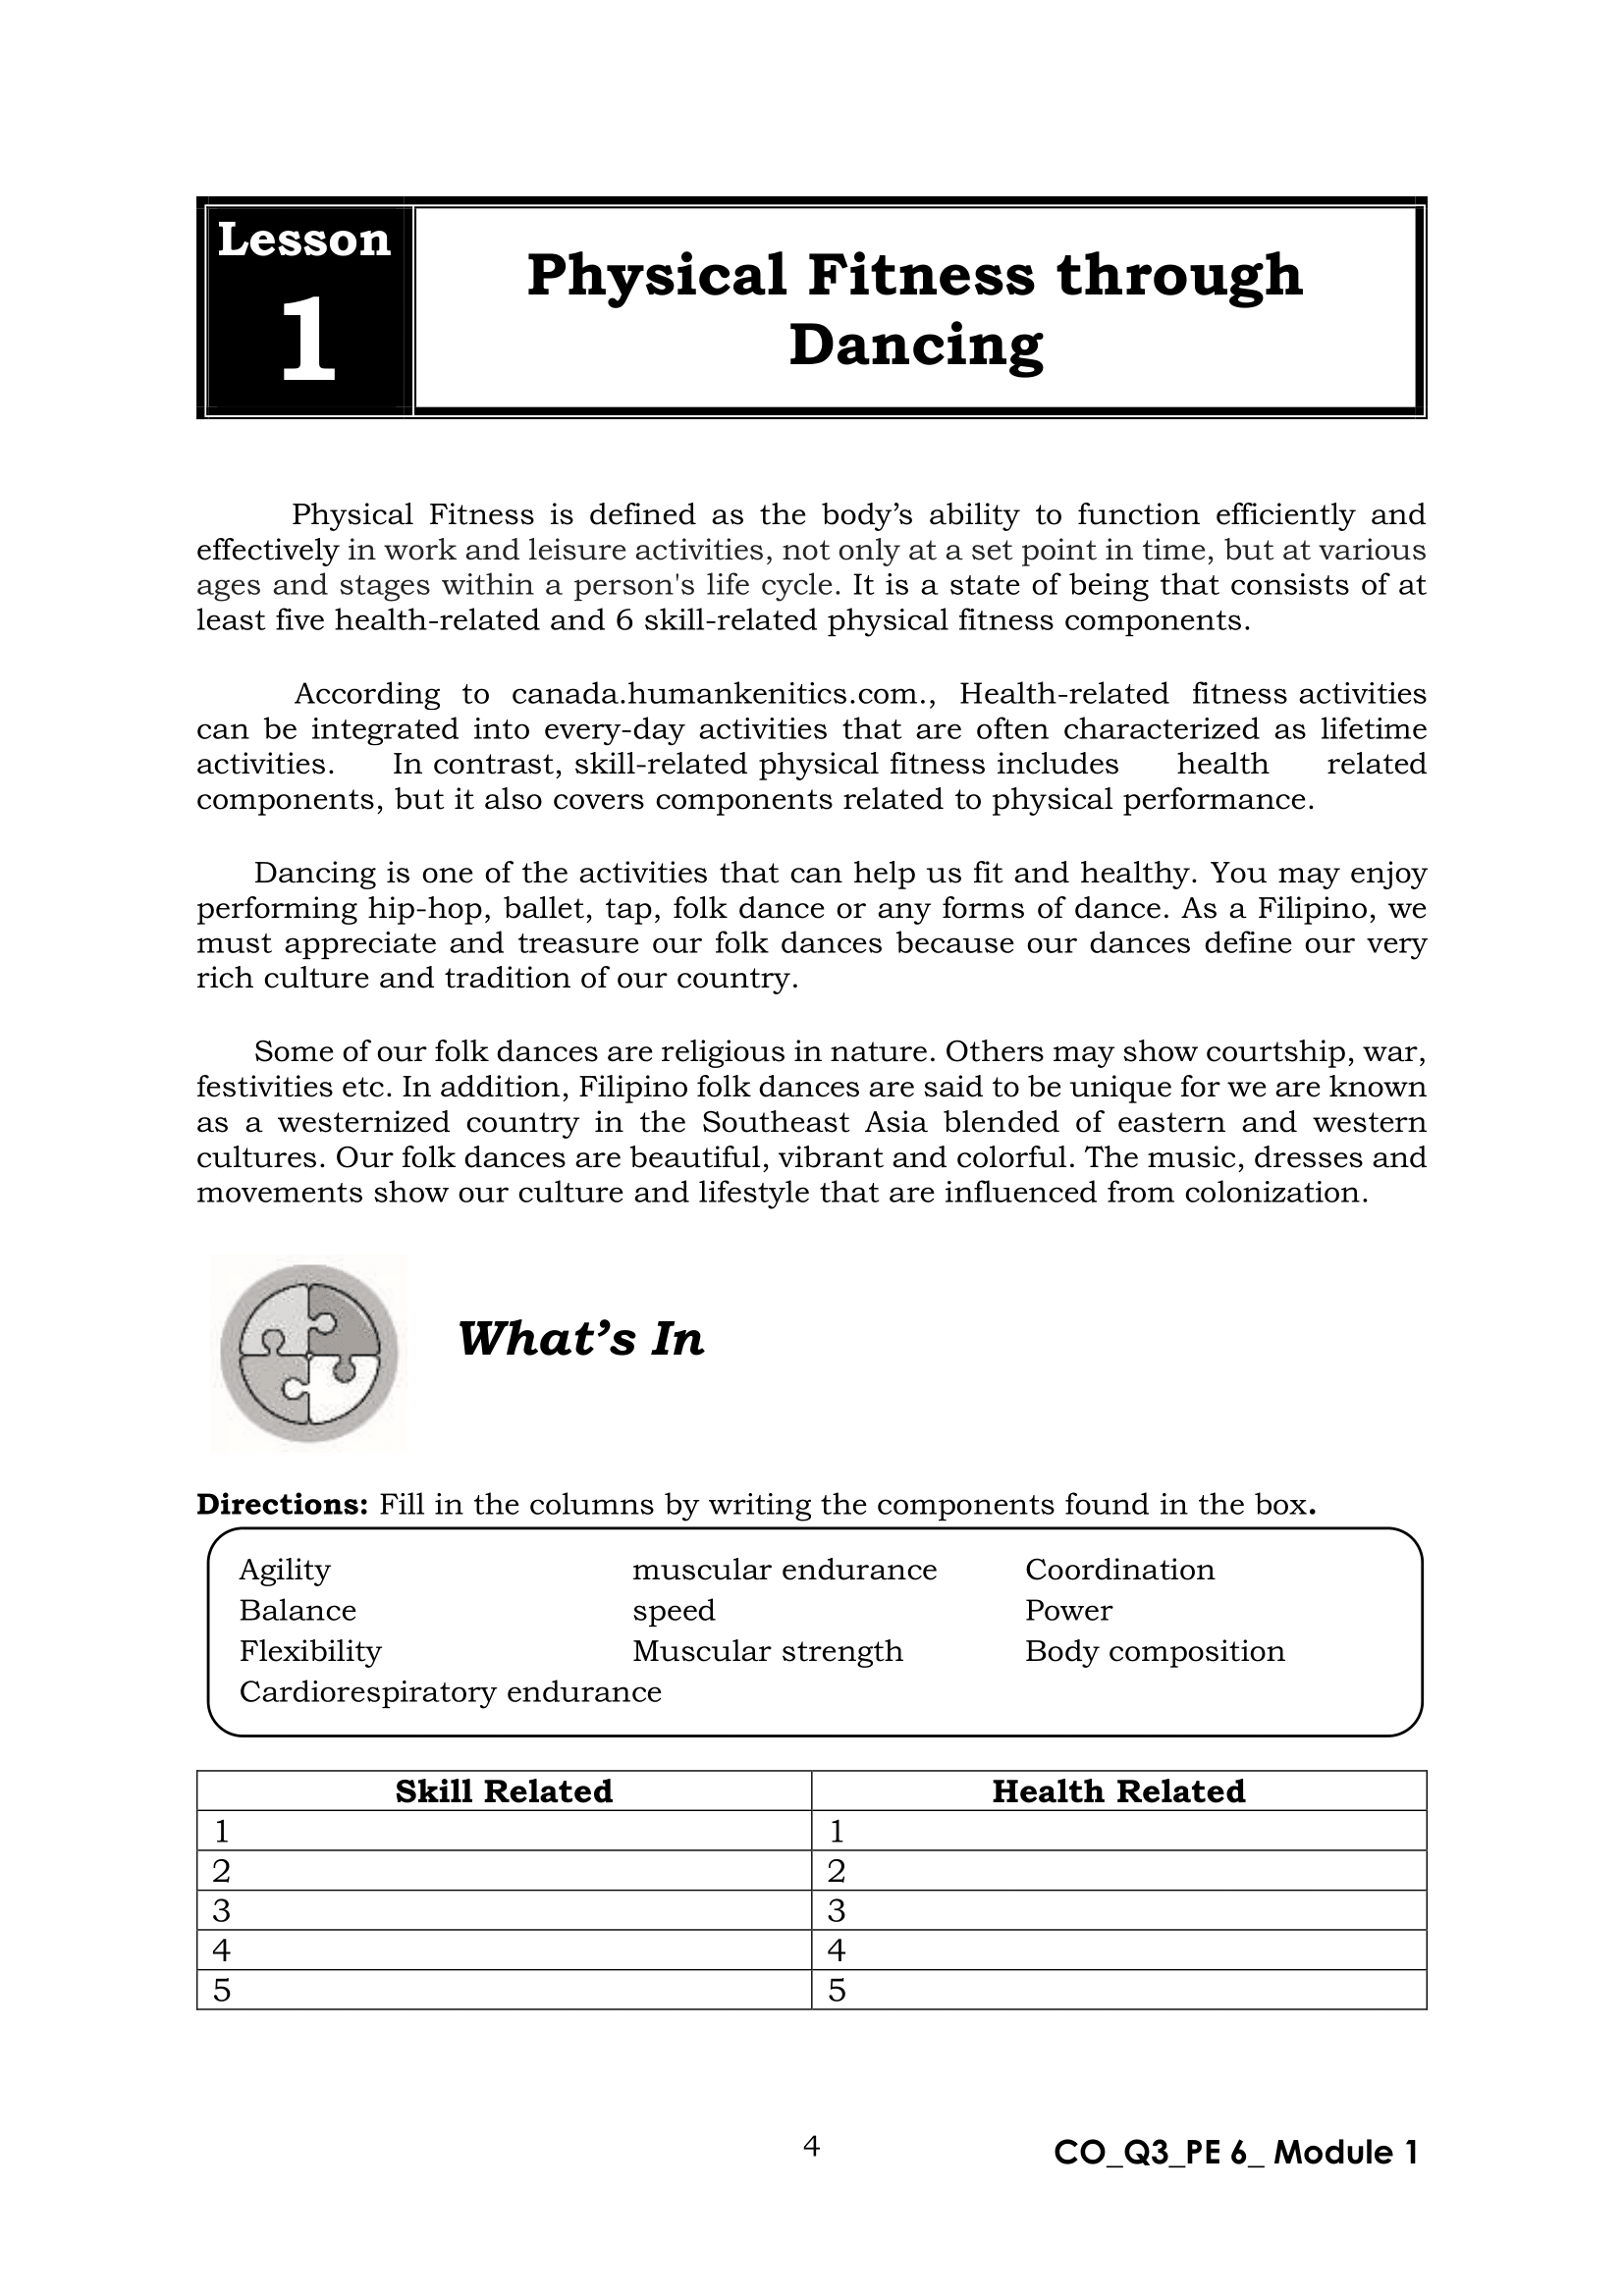 Lesson
1
Physical Fitness through
Dancing
Physical Fitness is defined as the body’s ability to function efficiently and
effectively in work and leisure activities, not only at a set point in time, but at various
ages and stages within a person's life cycle. It is a state of being that consists of at
least five health-related and 6 skill-related physical fitness components.
According to canada.humankenitics.com., Health-related fitness activities
can be integrated into every-day activities that are often characterized as lifetime
activities. In contrast, skill-related physical fitness includes health related
components, but it also covers components related to physical performance.
Dancing is one of the activities that can help us fit and healthy. You may enjoy
performing hip-hop, ballet, tap, folk dance or any forms of dance. As a Filipino, we
must appreciate and treasure our folk dances because our dances define our very
rich culture and tradition of our country.
Some of our folk dances are religious in nature. Others may show courtship, war,
festivities etc. In addition, Filipino folk dances are said to be unique for we are known
as a westernized country in the Southeast Asia blended of eastern and western
cultures. Our folk dances are beautiful, vibrant and colorful. The music, dresses and
movements show our culture and lifestyle that are influenced from colonization.
What’s In
Directions: Fill in the columns by writing the components found in the box.
Agility muscular endurance Coordination
Balance speed Power
Flexibility Muscular strength Body composition
Cardiorespiratory endurance
Skill Related Health Related
1 1
2 2
3 3
4 4
5 5
4
CO_Q3_PE 6_ Module 1